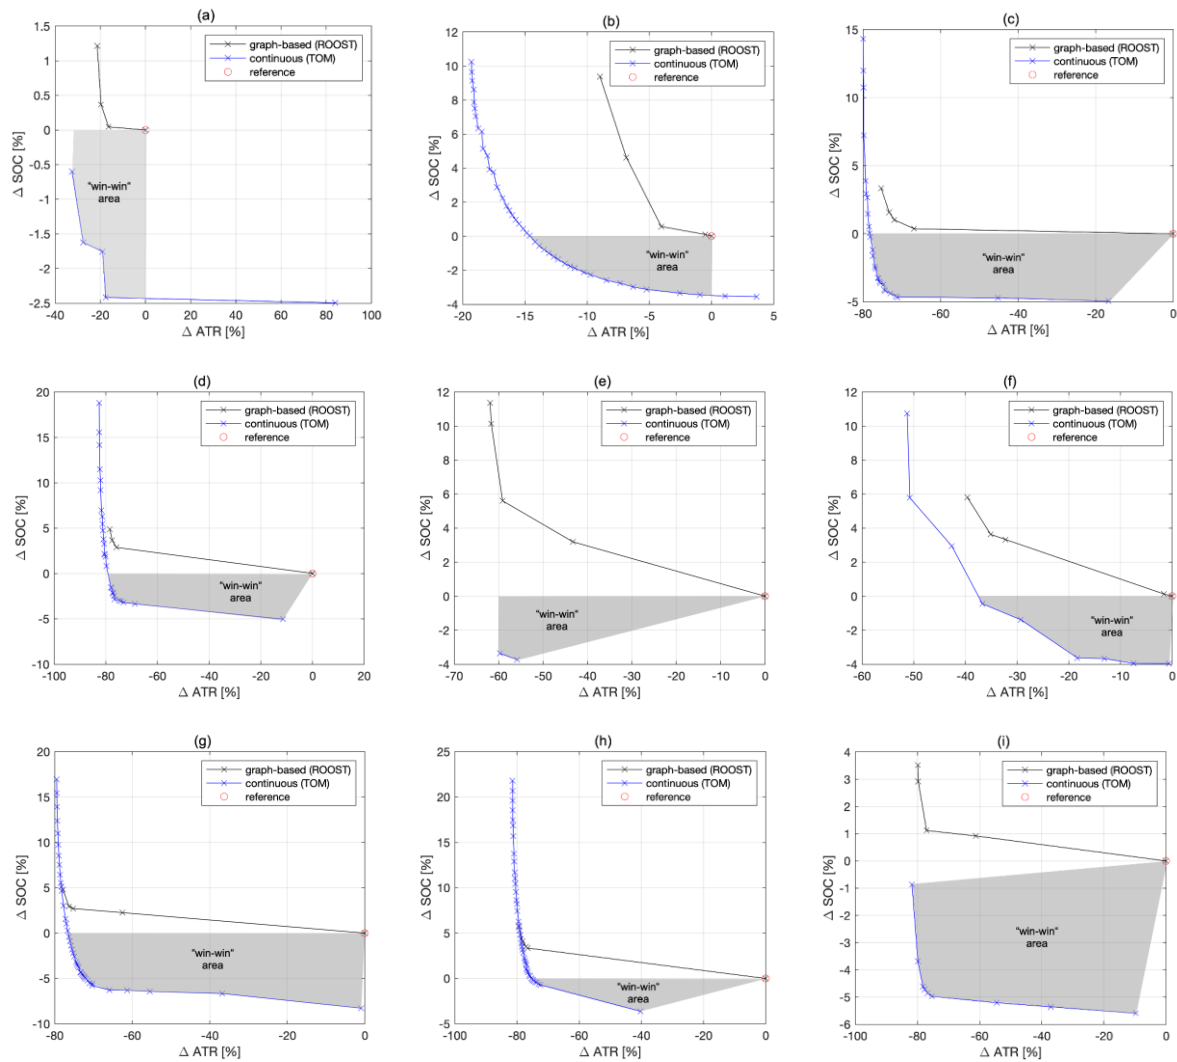 (a)
1.5
1
0.5
0
-0.5
-1
-1.5
-2
-2.5
-40
-20
0
20
40
60
80
100
Δ SOC [%]
Δ ATR [%]
graph-based (ROOST)
continuous (TOM)
reference
"win-win"
area
(b)
12
10
8
6
4
2
0
-2
-4
-20
-15
-10
-5
0
5
Δ SOC [%]
Δ ATR [%]
graph-based (ROOST)
continuous (TOM)
reference
"win-win"
area
(c)
15
10
5
0
-5
-80
-60
-40
-20
0
Δ SOC [%]
Δ ATR [%]
graph-based (ROOST)
continuous (TOM)
reference
"win-win"
area
(d)
20
15
10
5
0
-5
-10
-100
-80
-60
-40
-20
0
20
Δ SOC [%]
Δ ATR [%]
graph-based (ROOST)
continuous (TOM)
reference
"win-win"
area
(e)
12
10
8
6
4
2
0
-2
-4
-70
-60
-50
-40
-30
-20
-10
0
Δ SOC [%]
Δ ATR [%]
graph-based (ROOST)
continuous (TOM)
reference
"win-win"
area
(f)
12
10
8
6
4
2
0
-2
-4
-60
-50
-40
-30
-20
-10
0
Δ SOC [%]
Δ ATR [%]
graph-based (ROOST)
continuous (TOM)
reference
"win-win"
area
(g)
20
15
10
5
0
-5
-10
-80
-60
-40
-20
0
Δ SOC [%]
Δ ATR [%]
graph-based (ROOST)
continuous (TOM)
reference
"win-win"
area
(h)
25
20
15
10
5
0
-5
-100
-80
-60
-40
-20
0
Δ SOC [%]
Δ ATR [%]
graph-based (ROOST)
continuous (TOM)
reference
"win-win"
area
(i)
4
3
2
1
0
-1
-2
-3
-4
-5
-6
-100
-80
-60
-40
-20
0
Δ SOC [%]
Δ ATR [%]
graph-based (ROOST)
continuous (TOM)
reference
"win-win"
area